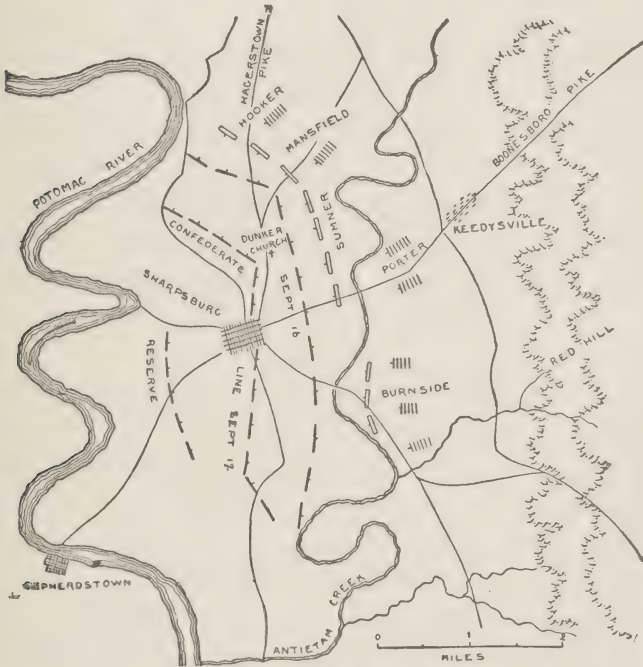 HAGERSTOWN
PIKE
HOOKER
MANSFIELD
BOONESBORO PIKE
POTOMAC RIVER
SUMNER
KEEDYSVILLE
DUNKER
CHURCH
CONFEDERATE
PORTER
SHARPSBURG
SEPT 16
RED HILL
RESERVE
BURNSIDE
LINE SEPT 17
SHEPHERDSTOWN
ANTIETAM CREEK
0 1 2
MILES